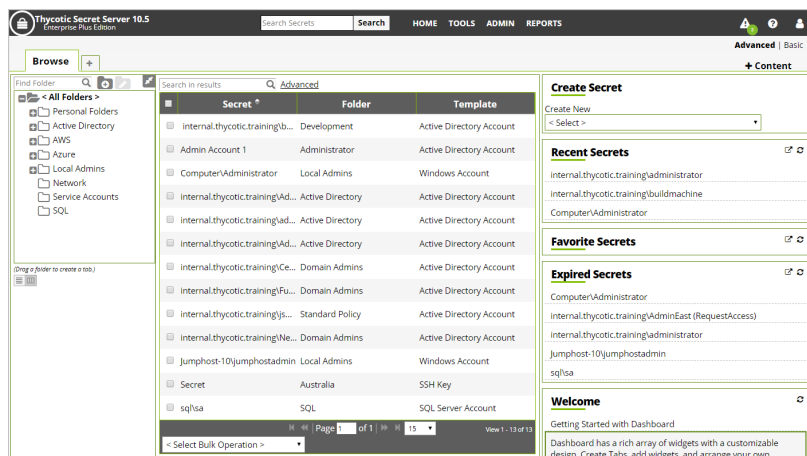 Thycotic Secret Server 10.5
Enterprise Plus Edition
Search Secrets Search HOME TOOLS ADMIN REPORTS
Advanced | Basic
Browse +
+ Content
Find Folder
< All Folders >
Personal Folders
Active Directory
AWS
Azure
Local Admins
Network
Service Accounts
SQL
(Drag a folder to create a tab.)
Search in results Advanced
Secret Folder Template
internal.thycotic.training\b... Development Active Directory Account
Admin Account 1 Administrator Active Directory Account
Computer\Administrator Local Admins Windows Account
internal.thycotic.training\Ad... Active Directory Active Directory Account
internal.thycotic.training\ad... Active Directory Active Directory Account
internal.thycotic.training\Ad... Active Directory Active Directory Account
internal.thycotic.training\Ce... Domain Admins Active Directory Account
internal.thycotic.training\Fu... Domain Admins Active Directory Account
internal.thycotic.training\js... Standard Policy Active Directory Account
internal.thycotic.training\Ne... Domain Admins Active Directory Account
Jumphost-10\jumphostadmin Local Admins Windows Account
Secret Australia SSH Key
sql\sa SQL SQL Server Account
Page 1 of 1 15 View 1 - 13 of 13
< Select Bulk Operation >
Create Secret
Create New
< Select >
Recent Secrets
internal.thycotic.training\administrator
internal.thycotic.training\buildmachine
Computer\Administrator
Favorite Secrets
Expired Secrets
Computer\Administrator
internal.thycotic.training\AdminEast (RequestAccess)
internal.thycotic.training\administrator
Jumphost-10\jumphostadmin
sql\sa
Welcome
Getting Started with Dashboard
Dashboard has a rich array of widgets with a customizable
design. Create Tabs, add widgets, and arrange your own